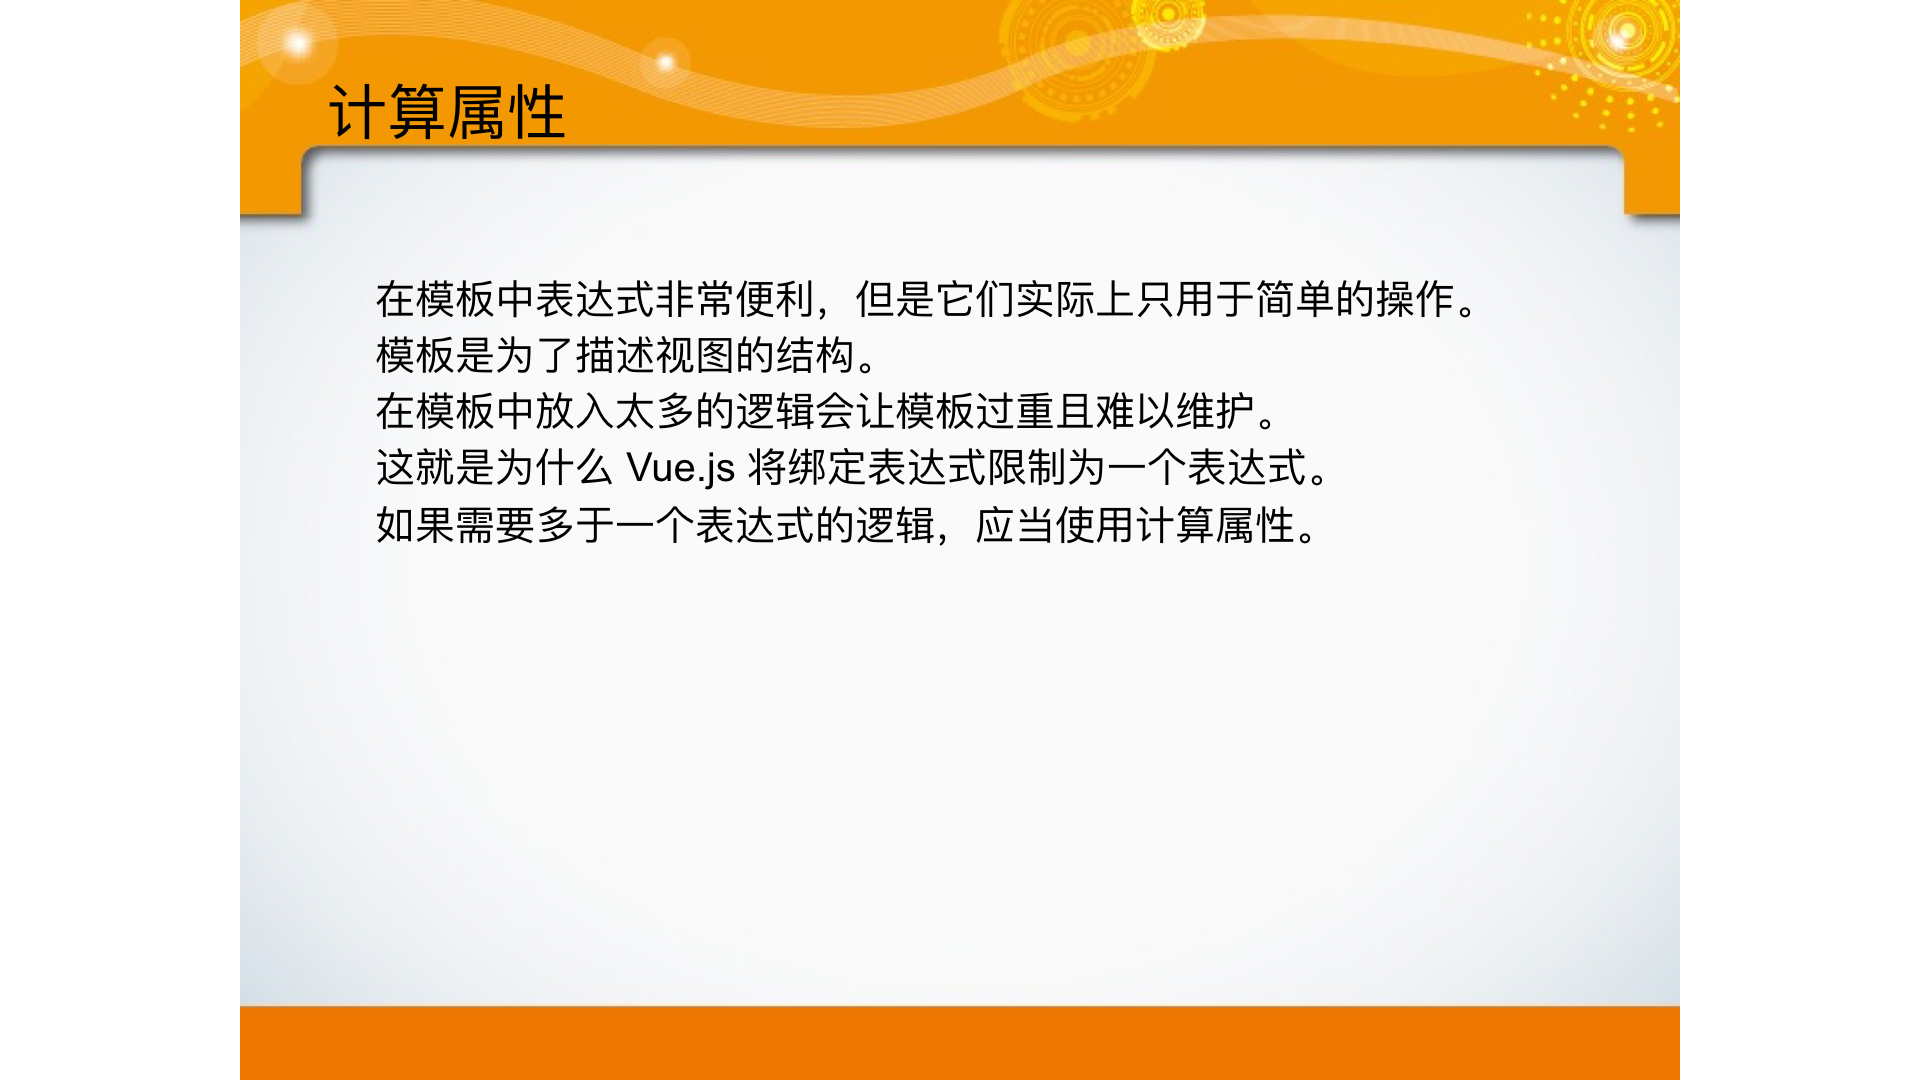 计算属性
在模板中表达式非常便利，但是它们实际上只用于简单的操作。
模板是为了描述视图的结构。
在模板中放入太多的逻辑会让模板过重且难以维护。
这就是为什么 Vue.js 将绑定表达式限制为一个表达式。
如果需要多于一个表达式的逻辑，应当使用计算属性。